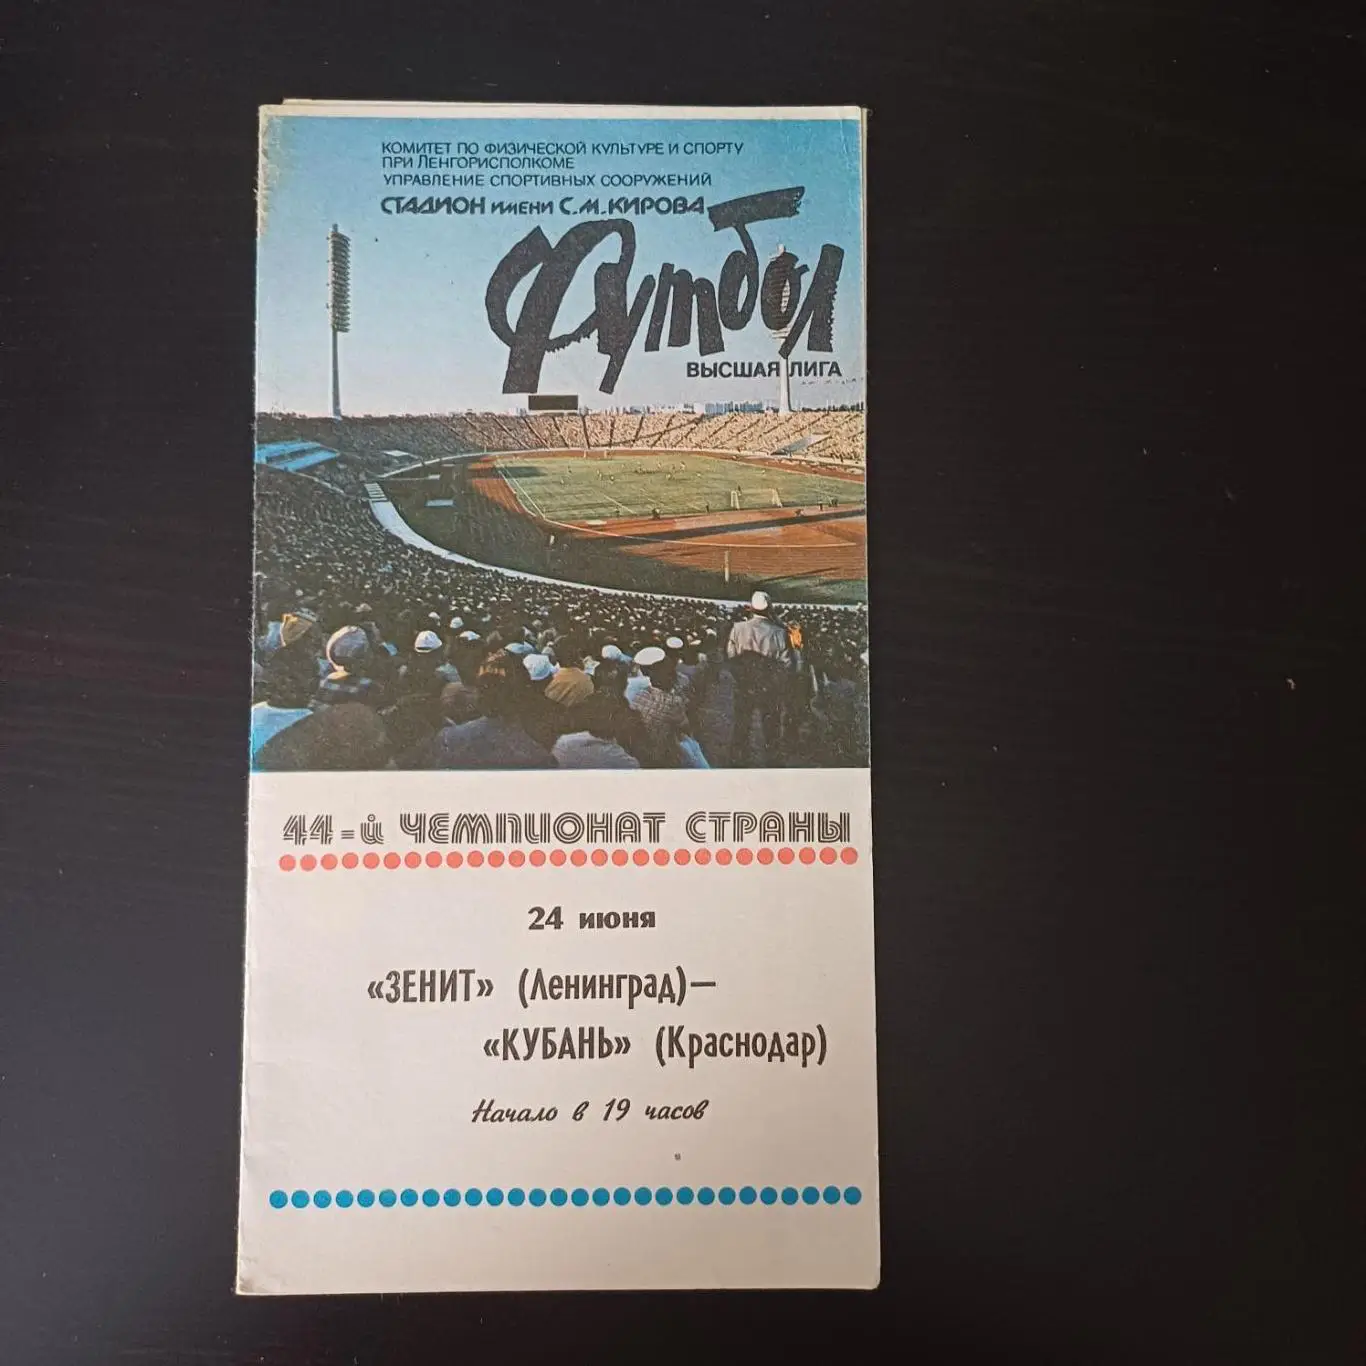 КОМИТЕТ ПО ФИЗИЧЕСКОЙ КУЛЬТУРЕ И СПОРТУ
ПРИ ЛЕНГОРИСПОЛКОМЕ
УПРАВЛЕНИЕ СПОРТИВНЫХ СООРУЖЕНИЙ
СТАДИОН ИМЕНИ С.М.КИРОВА
Футбол
ВЫСШАЯ ЛИГА
44-й ЧЕМПИОНАТ СТРАНЫ
24 июня
«ЗЕНИТ» (Ленинград)—
«КУБАНЬ» (Краснодар)
Начало в 19 часов